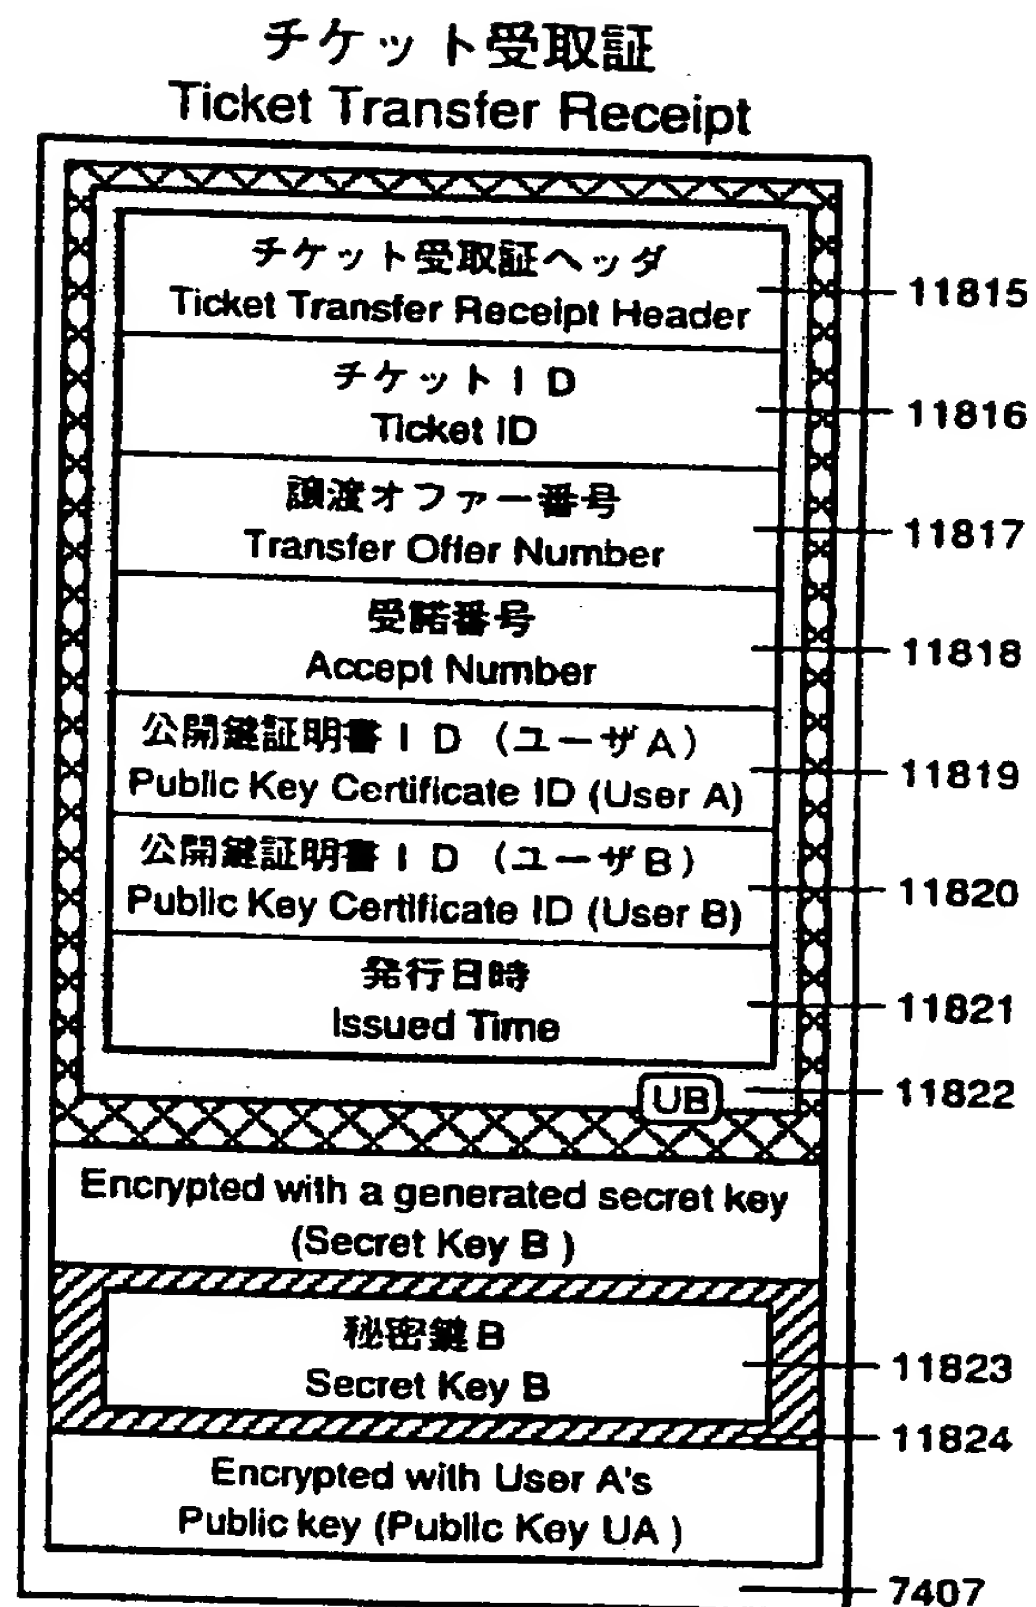 チケット受取証
Ticket Transfer Receipt
チケット受取証ヘッダ
Ticket Transfer Receipt Header
11815
チケットID
Ticket ID
11816
譲渡オファー番号
Transfer Offer Number
11817
受諾番号
Accept Number
11818
公開鍵証明書ID(ユーザA)
Public Key Certificate ID (User A)
11819
公開鍵証明書ID(ユーザB)
Public Key Certificate ID (User B)
11820
発行日時
Issued Time
11821
UB
11822
Encrypted with a generated secret key
(Secret Key B )
秘密鍵B
Secret Key B
11823
11824
Encrypted with User A's
Public key (Public Key UA )
7407